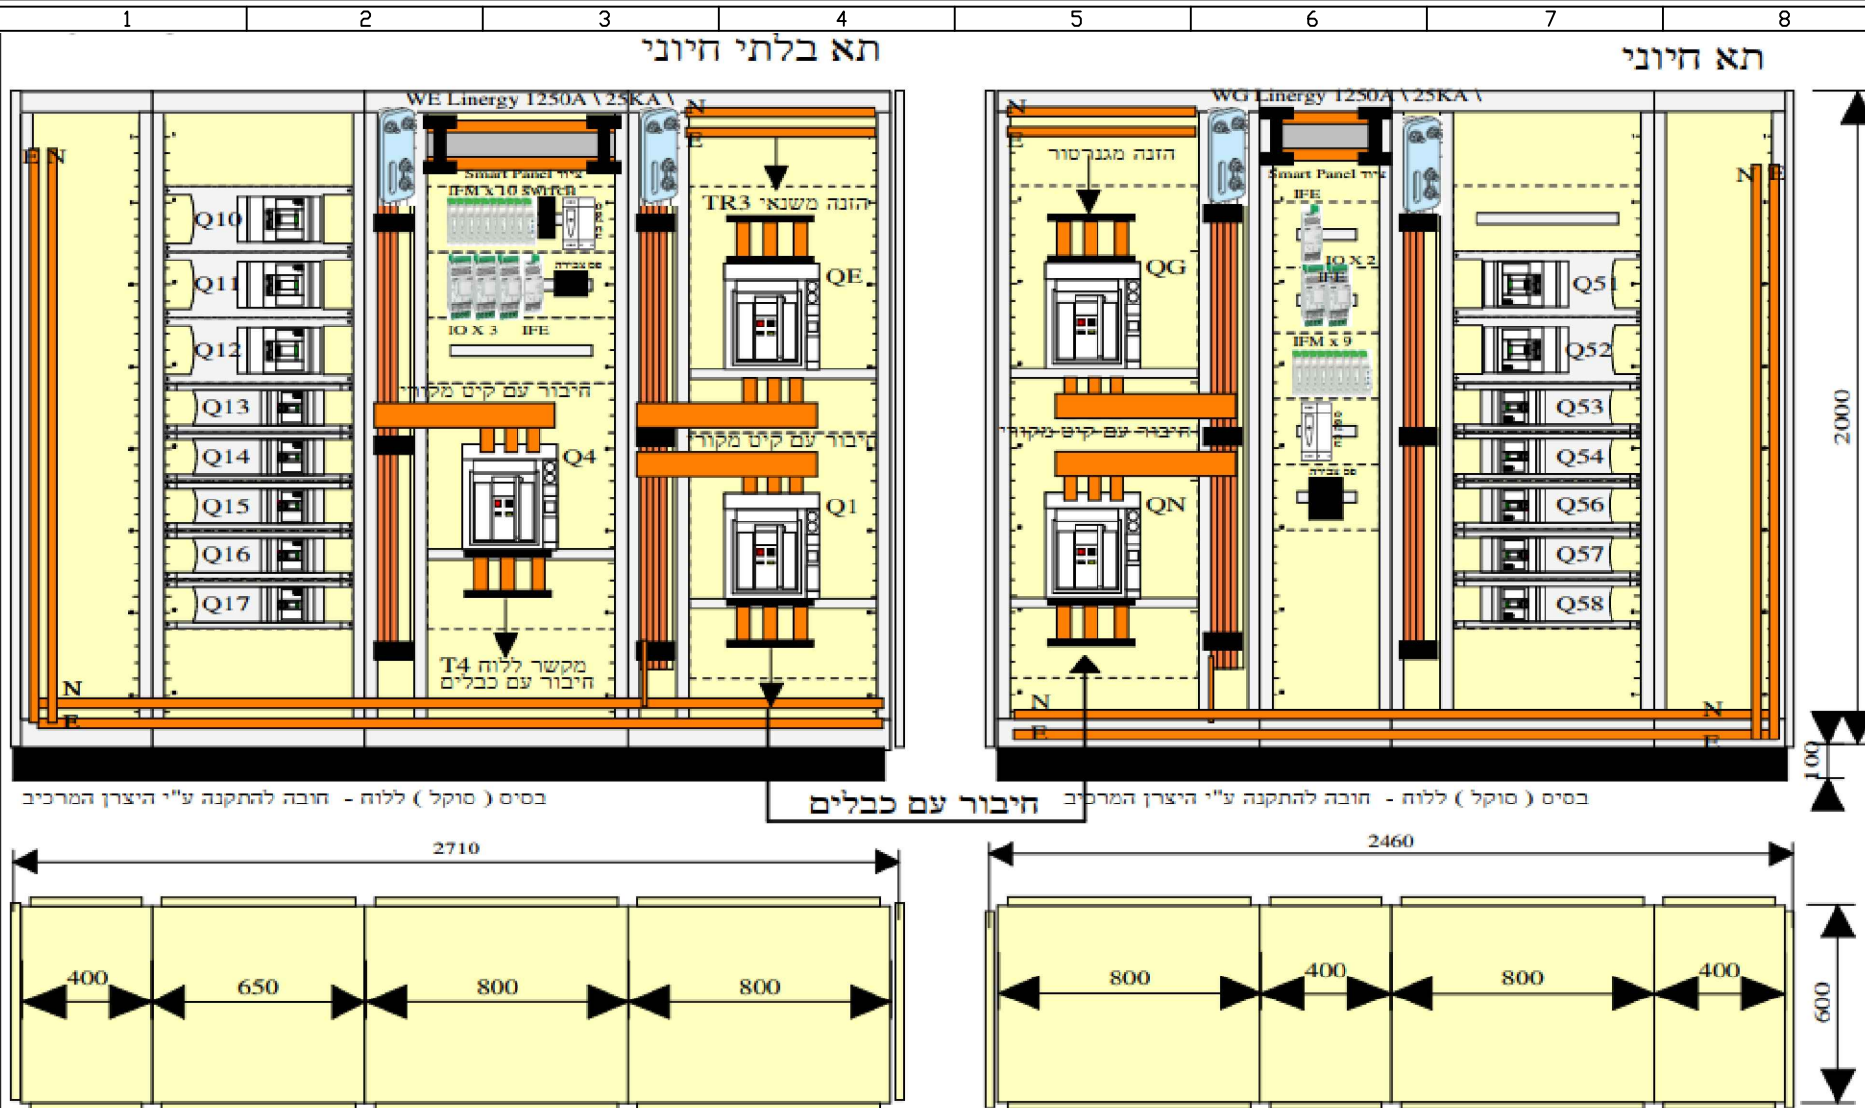 1 2 3 4 5 6 7 8
תא בלתי חיוני
תא חיוני
WE Linergy 1250A \ 25KA \
WG Linergy 1250A \ 25KA \
N
E
N
E
E N
N E
ציוד Smart Panel
IFM x 10 switch
ספקכח
פס צבירה
IO X 3 IFE
הזנה משנאי TR3
הזנה מגנרטור
ציוד Smart Panel
IFE
IO X 2
IFE
IFM x 9
פס צבירה
Q10
Q11
Q12
Q13
Q14
Q15
Q16
Q17
חיבור עם קיט מקורי
Q4
QE
חיבור עם קיט מקורי
Q1
QG
חיבור עם קיט מקורי
QN
Q51
Q52
Q53
Q54
Q56
Q57
Q58
מקשר ללוח T4
חיבור עם כבלים
N
E
N
E
N
E
2000
100
בסיס ( סוקל ) ללוח - חובה להתקנה ע"י היצרן המרכיב
חיבור עם כבלים
בסיס ( סוקל ) ללוח - חובה להתקנה ע"י היצרן המרכיב
2710
2460
400 650 800 800
800 400 800 400
600